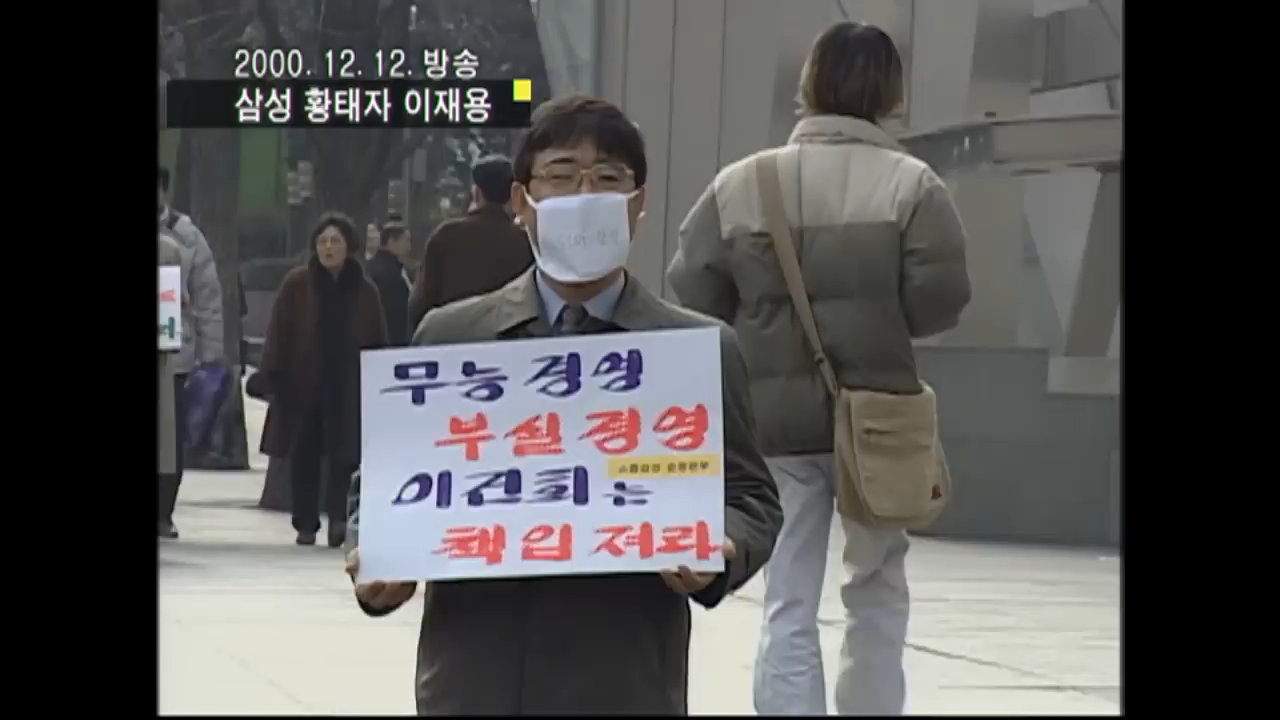 2000. 12. 12. 방송
삼성 황태자 이재용
무능 경영
부실 경영
이건희는
책임져라